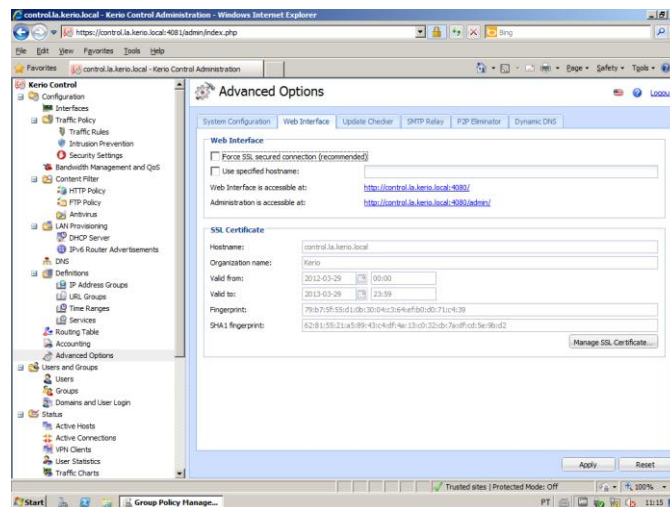 control.la.kerio.local - Kerio Control Administration - Windows Internet Explorer
https://control.la.kerio.local:4081/admin/index.php
Bing
File Edit View Favorites Tools Help
Favorites control.la.kerio.local - Kerio Control Administration Page Safety Tools
Kerio Control
Configuration
Interfaces
Traffic Policy
Traffic Rules
Intrusion Prevention
Security Settings
Bandwidth Management and QoS
Content Filter
HTTP Policy
FTP Policy
Antivirus
LAN Provisioning
DHCP Server
IPv6 Router Advertisements
DNS
Definitions
IP Address Groups
URL Groups
Time Ranges
Services
Routing Table
Accounting
Advanced Options
Users and Groups
Users
Groups
Domains and User Login
Status
Active Hosts
Active Connections
VPN Clients
User Statistics
Traffic Charts
Advanced Options
System Configuration Web Interface Update Checker SMTP Relay P2P Eliminator Dynamic DNS
Web Interface
Force SSL secured connection (recommended)
Use specified hostname:
Web Interface is accessible at: http://control.la.kerio.local:4080/
Administration is accessible at: http://control.la.kerio.local:4080/admin/
SSL Certificate
Hostname: control.la.kerio.local
Organization name: Kerio
Valid from: 2012-03-29 00:00
Valid to: 2013-03-29 23:59
Fingerprint:
SHA1 fingerprint:
Manage SSL Certificate...
Apply Reset
Trusted sites | Protected Mode: Off 100%
Start Group Policy Manage... PT 11:15